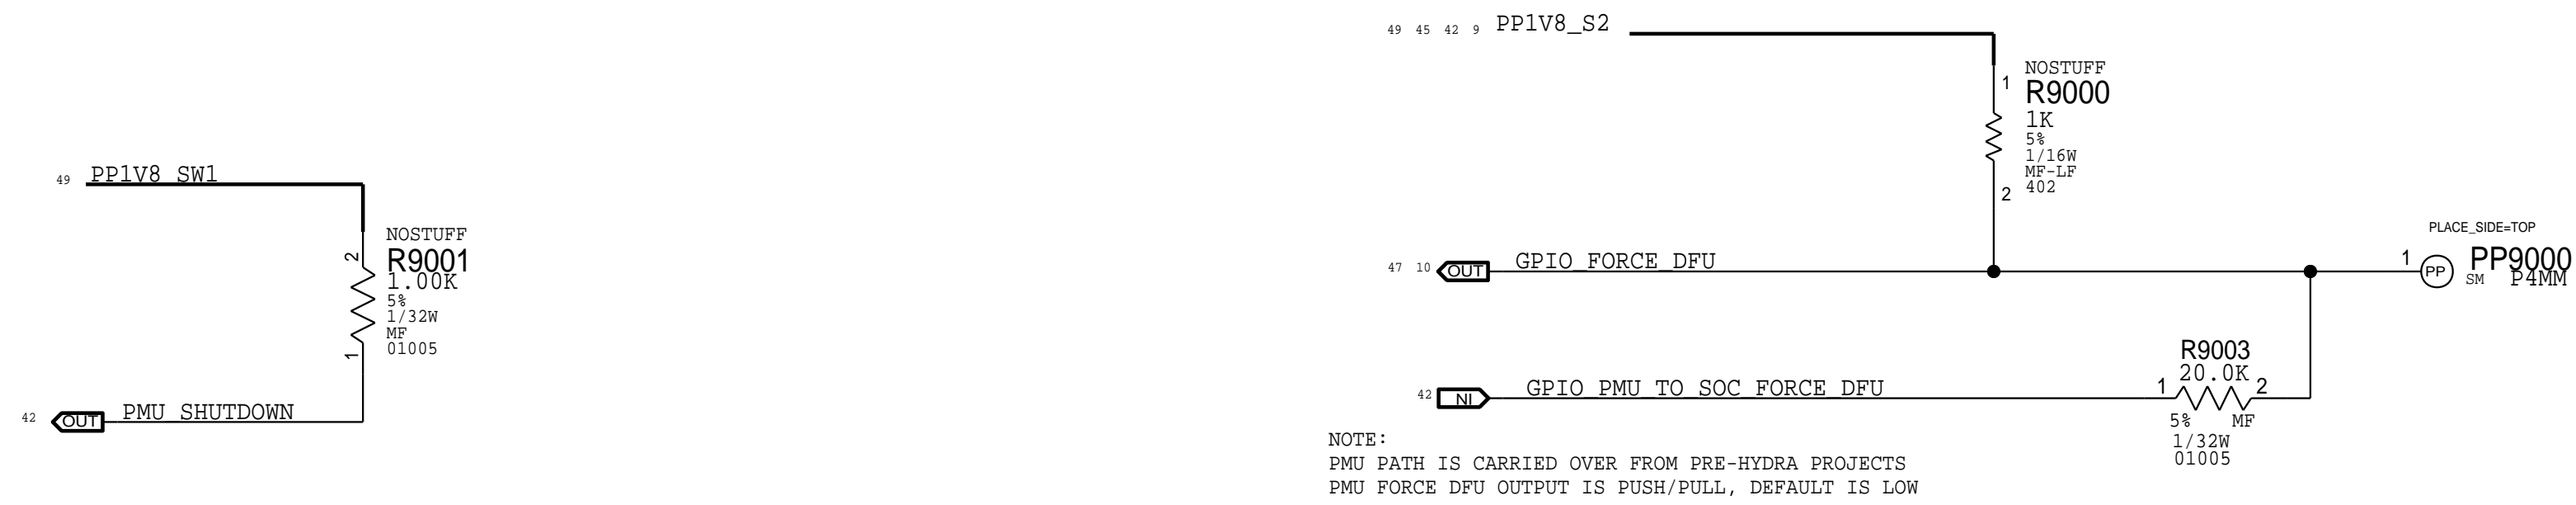 49 45 42 9 PP1V8_S2
NOSTUFF
1
R9000
1K
5%
1/16W
MF-LF
402
2
49 PP1V8_SW1
NOSTUFF
2
R9001
1.00K
5%
1/32W
MF
01005
1
42 OUT PMU_SHUTDOWN
47 10 OUT GPIO_FORCE_DFU
PLACE_SIDE=TOP
1 PP PP9000
SM P4MM
R9003
20.0K
42 IN GPIO_PMU_TO_SOC_FORCE_DFU 1 2
5% MF
1/32W
01005
NOTE:
PMU PATH IS CARRIED OVER FROM PRE-HYDRA PROJECTS
PMU FORCE DFU OUTPUT IS PUSH/PULL, DEFAULT IS LOW